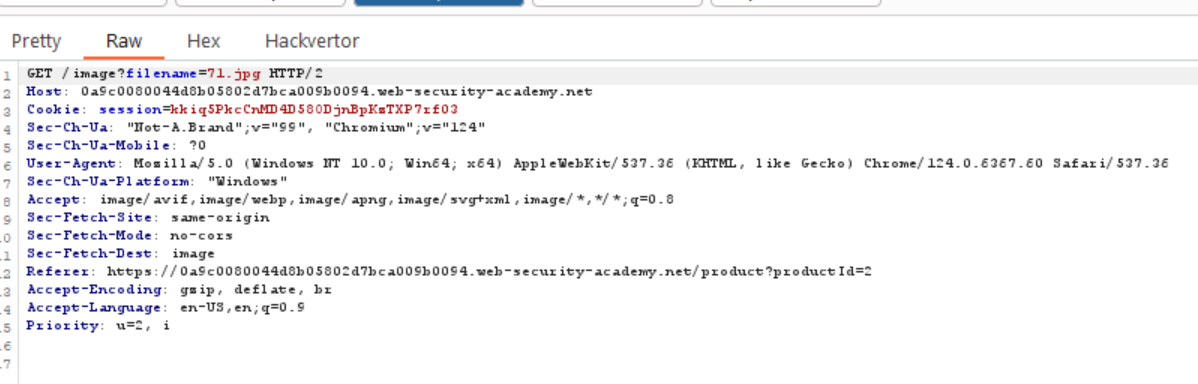 Pretty Raw Hex Hackvertor
1 GET /image?filename=71.jpg HTTP/2
2 Host: 0a9c0080044d8b05802d7bca009b0094.web-security-academy.net
3 Cookie: session=kkiq5PkcCnMD4D580DjnBpKmTXP7rf03
4 Sec-Ch-Ua: "Not-A.Brand";v="99", "Chromium";v="124"
5 Sec-Ch-Ua-Mobile: ?0
6 User-Agent: Mozilla/5.0 (Windows NT 10.0; Win64; x64) AppleWebKit/537.36 (KHTML, like Gecko) Chrome/124.0.6367.60 Safari/537.36
7 Sec-Ch-Ua-Platform: "Windows"
8 Accept: image/avif,image/webp,image/apng,image/svg+xml,image/*,*/*;q=0.8
9 Sec-Fetch-Site: same-origin
10 Sec-Fetch-Mode: no-cors
11 Sec-Fetch-Dest: image
12 Referer: https://0a9c0080044d8b05802d7bca009b0094.web-security-academy.net/product?productId=2
13 Accept-Encoding: gzip, deflate, br
14 Accept-Language: en-US,en;q=0.9
15 Priority: u=2, i
16
17